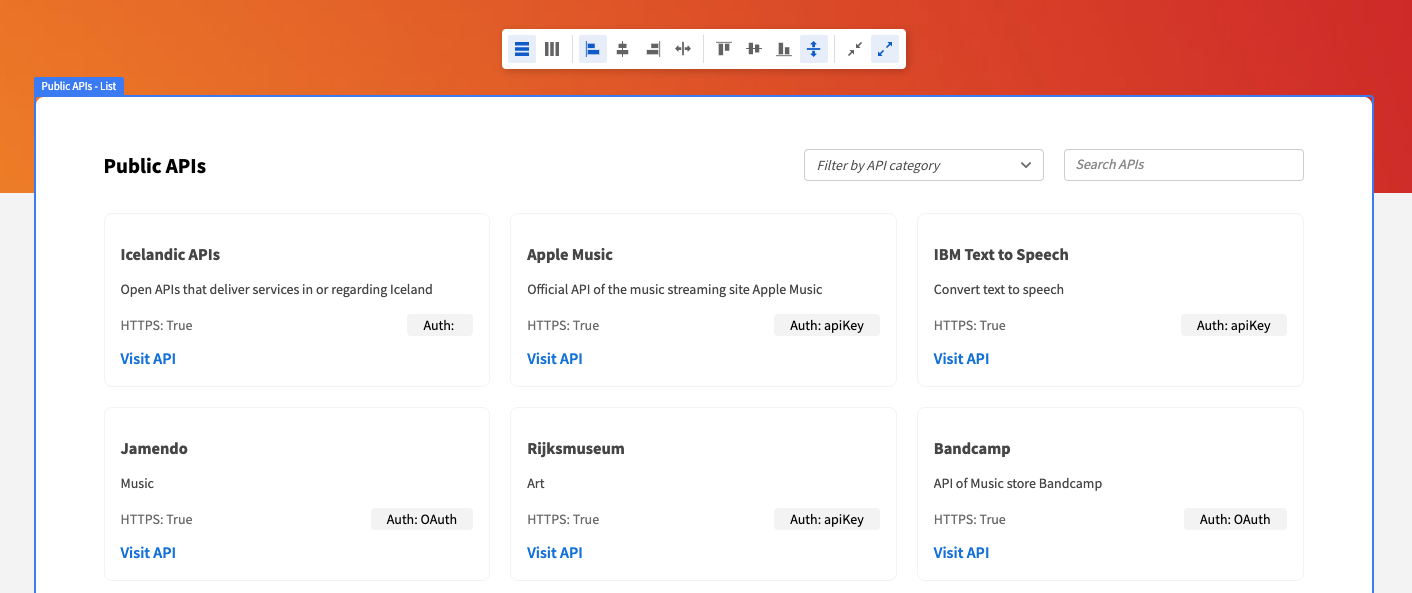 Public APIs - List
Public APIs
Filter by API category
Search APIs
Icelandic APIs
Open APIs that deliver services in or regarding Iceland
HTTPS: True
Auth:
Visit API
Apple Music
Official API of the music streaming site Apple Music
HTTPS: True
Auth: apiKey
Visit API
IBM Text to Speech
Convert text to speech
HTTPS: True
Auth: apiKey
Visit API
Jamendo
Music
HTTPS: True
Auth: OAuth
Visit API
Rijksmuseum
Art
HTTPS: True
Auth: apiKey
Visit API
Bandcamp
API of Music store Bandcamp
HTTPS: True
Auth: OAuth
Visit API